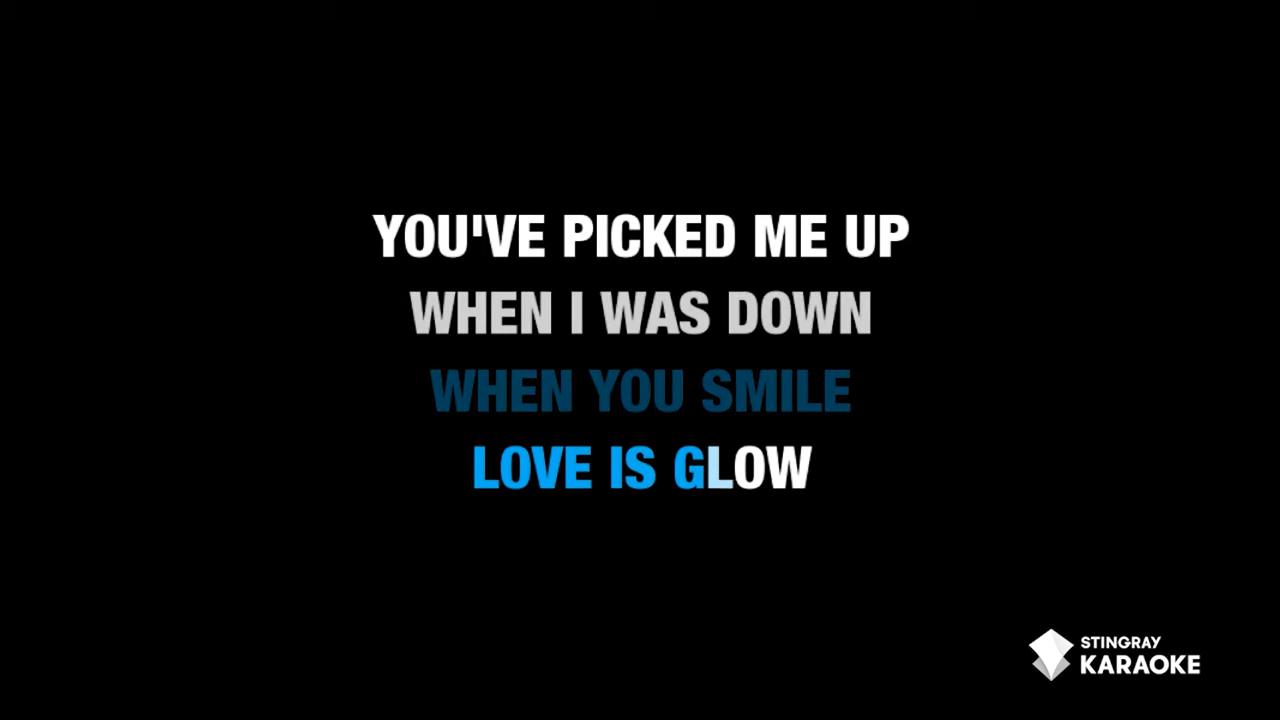 YOU'VE PICKED ME UP
WHEN I WAS DOWN
WHEN YOU SMILE
LOVE IS GLOW
STINGRAY
KARAOKE